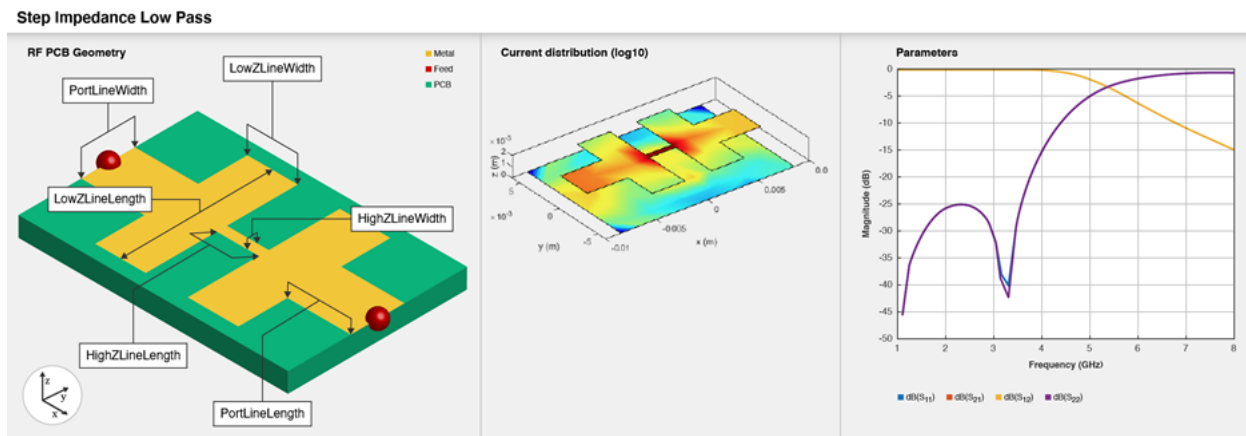 Step Impedance Low Pass
RF PCB Geometry
Metal
Feed
PCB
LowZLineWidth
PortLineWidth
LowZLineLength
HighZLineWidth
HighZLineLength
PortLineLength
z
y
x
Current distribution (log10)
× 10⁻³
2
1
0
z (m)
5
× 10⁻³
0
-5
y (m)
-0.01
-0.005
0
0.005
0.0
x (m)
Parameters
0
-5
-10
-15
-20
-25
-30
-35
-40
-45
-50
Magnitude (dB)
1 2 3 4 5 6 7 8
Frequency (GHz)
dB(S₁₁) dB(S₂₁) dB(S₁₂) dB(S₂₂)